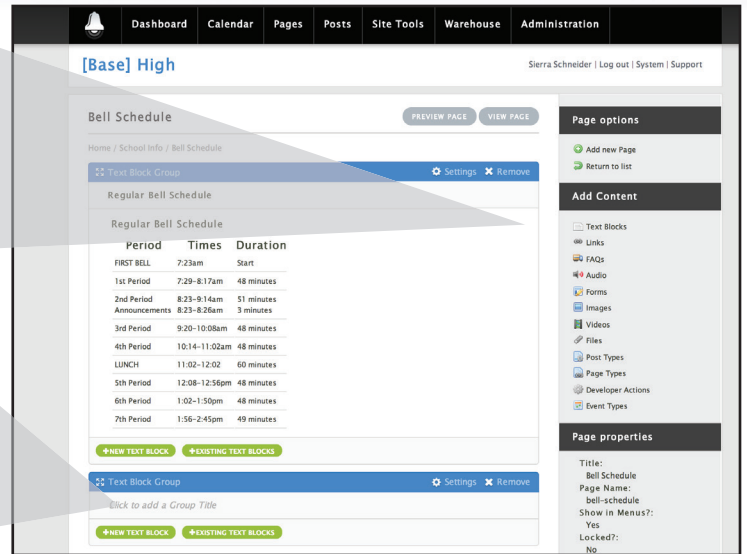 Dashboard Calendar Pages Posts Site Tools Warehouse Administration
[Base] High
Sierra Schneider | Log out | System | Support
Bell Schedule
PREVIEW PAGE VIEW PAGE
Home / School Info / Bell Schedule
Text Block Group Settings Remove
Regular Bell Schedule
Regular Bell Schedule
Period Times Duration
FIRST BELL 7:23am Start
1st Period 7:29-8:17am 48 minutes
2nd Period 8:23-9:14am 51 minutes
Announcements 8:23-8:26am 3 minutes
3rd Period 9:20-10:08am 48 minutes
4th Period 10:14-11:02am 48 minutes
LUNCH 11:02-12:02 60 minutes
5th Period 12:08-12:56pm 48 minutes
6th Period 1:02-1:50pm 48 minutes
7th Period 1:56-2:45pm 49 minutes
+NEW TEXT BLOCK +EXISTING TEXT BLOCKS
Text Block Group Settings Remove
Click to add a Group Title
+NEW TEXT BLOCK +EXISTING TEXT BLOCKS
Page options
Add new Page
Return to list
Add Content
Text Blocks
Links
FAQs
Audio
Forms
Images
Videos
Files
Post Types
Page Types
Developer Actions
Event Types
Page properties
Title:
Bell Schedule
Page Name:
bell-schedule
Show in Menus?:
Yes
Locked?:
No